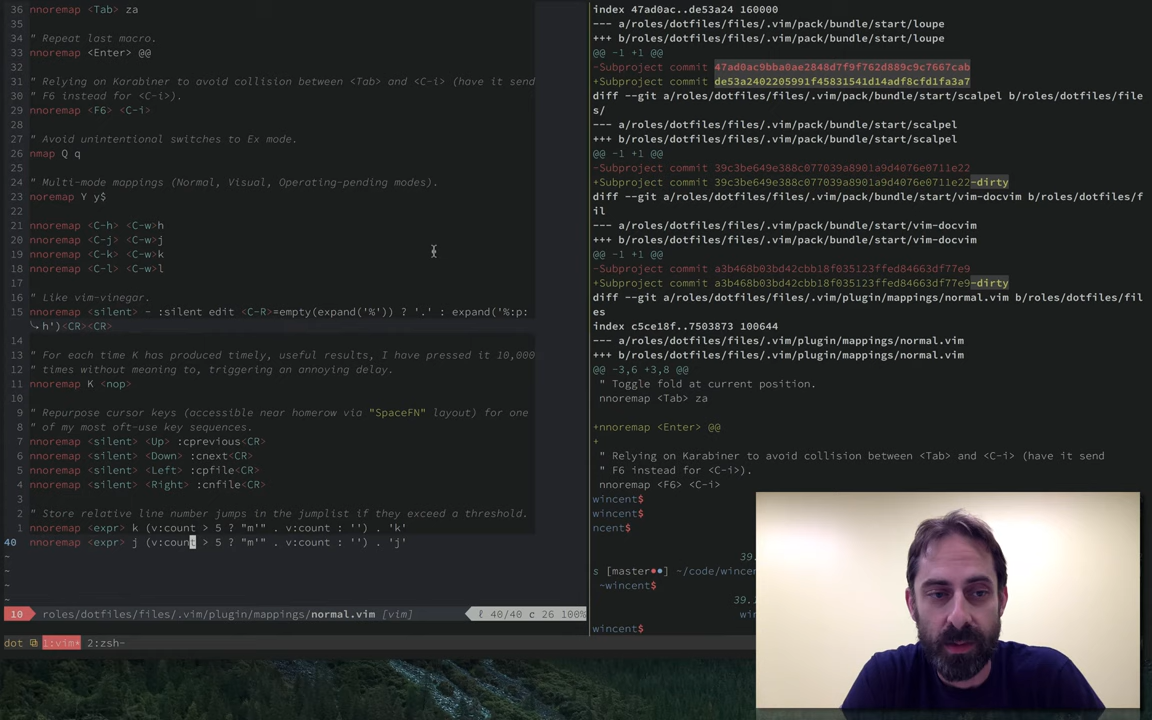 36 nnoremap <Tab> za
35
34 " Repeat last macro.
33 nnoremap <Enter> @@
32
31 " Relying on Karabiner to avoid collision between <Tab> and <C-i> (have it send
30 " F6 instead for <C-i>).
29 nnoremap <F6> <C-i>
28
27 " Avoid unintentional switches to Ex mode.
26 nmap Q q
25
24 " Multi-mode mappings (Normal, Visual, Operating-pending modes).
23 noremap Y y$
22
21 nnoremap <C-h> <C-w>h
20 nnoremap <C-j> <C-w>j
19 nnoremap <C-k> <C-w>k
18 nnoremap <C-l> <C-w>l
17
16 " Like vim-vinegar.
15 nnoremap <silent> - :silent edit <C-R>=empty(expand('%')) ? '.' : expand('%:p:
↳ h')<CR><CR>
14
13 " For each time K has produced timely, useful results, I have pressed it 10,000
12 " times without meaning to, triggering an annoying delay.
11 nnoremap K <nop>
10
9 " Repurpose cursor keys (accessible near homerow via "SpaceFN" layout) for one
8 " of my most oft-use key sequences.
7 nnoremap <silent> <Up> :cprevious<CR>
6 nnoremap <silent> <Down> :cnext<CR>
5 nnoremap <silent> <Left> :cpfile<CR>
4 nnoremap <silent> <Right> :cnfile<CR>
3
2 " Store relative line number jumps in the jumplist if they exceed a threshold.
1 nnoremap <expr> k (v:count > 5 ? "m'" . v:count : '') . 'k'
40 nnoremap <expr> j (v:count > 5 ? "m'" . v:count : '') . 'j'
~
~
~
~
10 roles/dotfiles/files/.vim/plugin/mappings/normal.vim [vim] ℓ 40/40 c 26 100%
dot 1:vim* 2:zsh-
index 47ad0ac..de53a24 160000
--- a/roles/dotfiles/files/.vim/pack/bundle/start/loupe
+++ b/roles/dotfiles/files/.vim/pack/bundle/start/loupe
@@ -1 +1 @@
-Subproject commit 47ad0ac9bba0ae2848d7f9f762d889c9c7667cab
+Subproject commit de53a2402205991f45831541d14adf8cfd1fa3a7
diff --git a/roles/dotfiles/files/.vim/pack/bundle/start/scalpel b/roles/dotfiles/file
s/
--- a/roles/dotfiles/files/.vim/pack/bundle/start/scalpel
+++ b/roles/dotfiles/files/.vim/pack/bundle/start/scalpel
@@ -1 +1 @@
-Subproject commit 39c3be649e388c077039a8901a9d4076e0711e22
+Subproject commit 39c3be649e388c077039a8901a9d4076e0711e22-dirty
diff --git a/roles/dotfiles/files/.vim/pack/bundle/start/vim-docvim b/roles/dotfiles/f
il
--- a/roles/dotfiles/files/.vim/pack/bundle/start/vim-docvim
+++ b/roles/dotfiles/files/.vim/pack/bundle/start/vim-docvim
@@ -1 +1 @@
-Subproject commit a3b468b03bd42cbb18f035123ffed84663df77e9
+Subproject commit a3b468b03bd42cbb18f035123ffed84663df77e9-dirty
diff --git a/roles/dotfiles/files/.vim/plugin/mappings/normal.vim b/roles/dotfiles/fil
es
index c5ce18f..7503873 100644
--- a/roles/dotfiles/files/.vim/plugin/mappings/normal.vim
+++ b/roles/dotfiles/files/.vim/plugin/mappings/normal.vim
@@ -3,6 +3,8 @@
" Toggle fold at current position.
nnoremap <Tab> za
+nnoremap <Enter> @@
+
" Relying on Karabiner to avoid collision between <Tab> and <C-i> (have it send
" F6 instead for <C-i>).
nnoremap <F6> <C-i>
wincent$
wincent$
ncent$
39.
s [master●●] ~/code/wincen
~wincent$
39.1
wi
wincent$